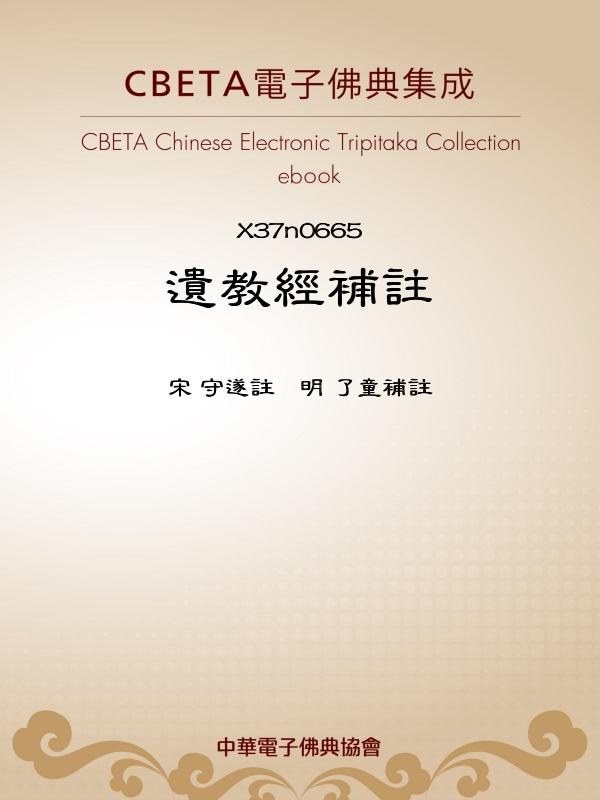 CBETA電子佛典集成
CBETA Chinese Electronic Tripitaka Collection
ebook
X37n0665
遺教經補註
宋 守遂註　明 了童補註
中華電子佛典協會